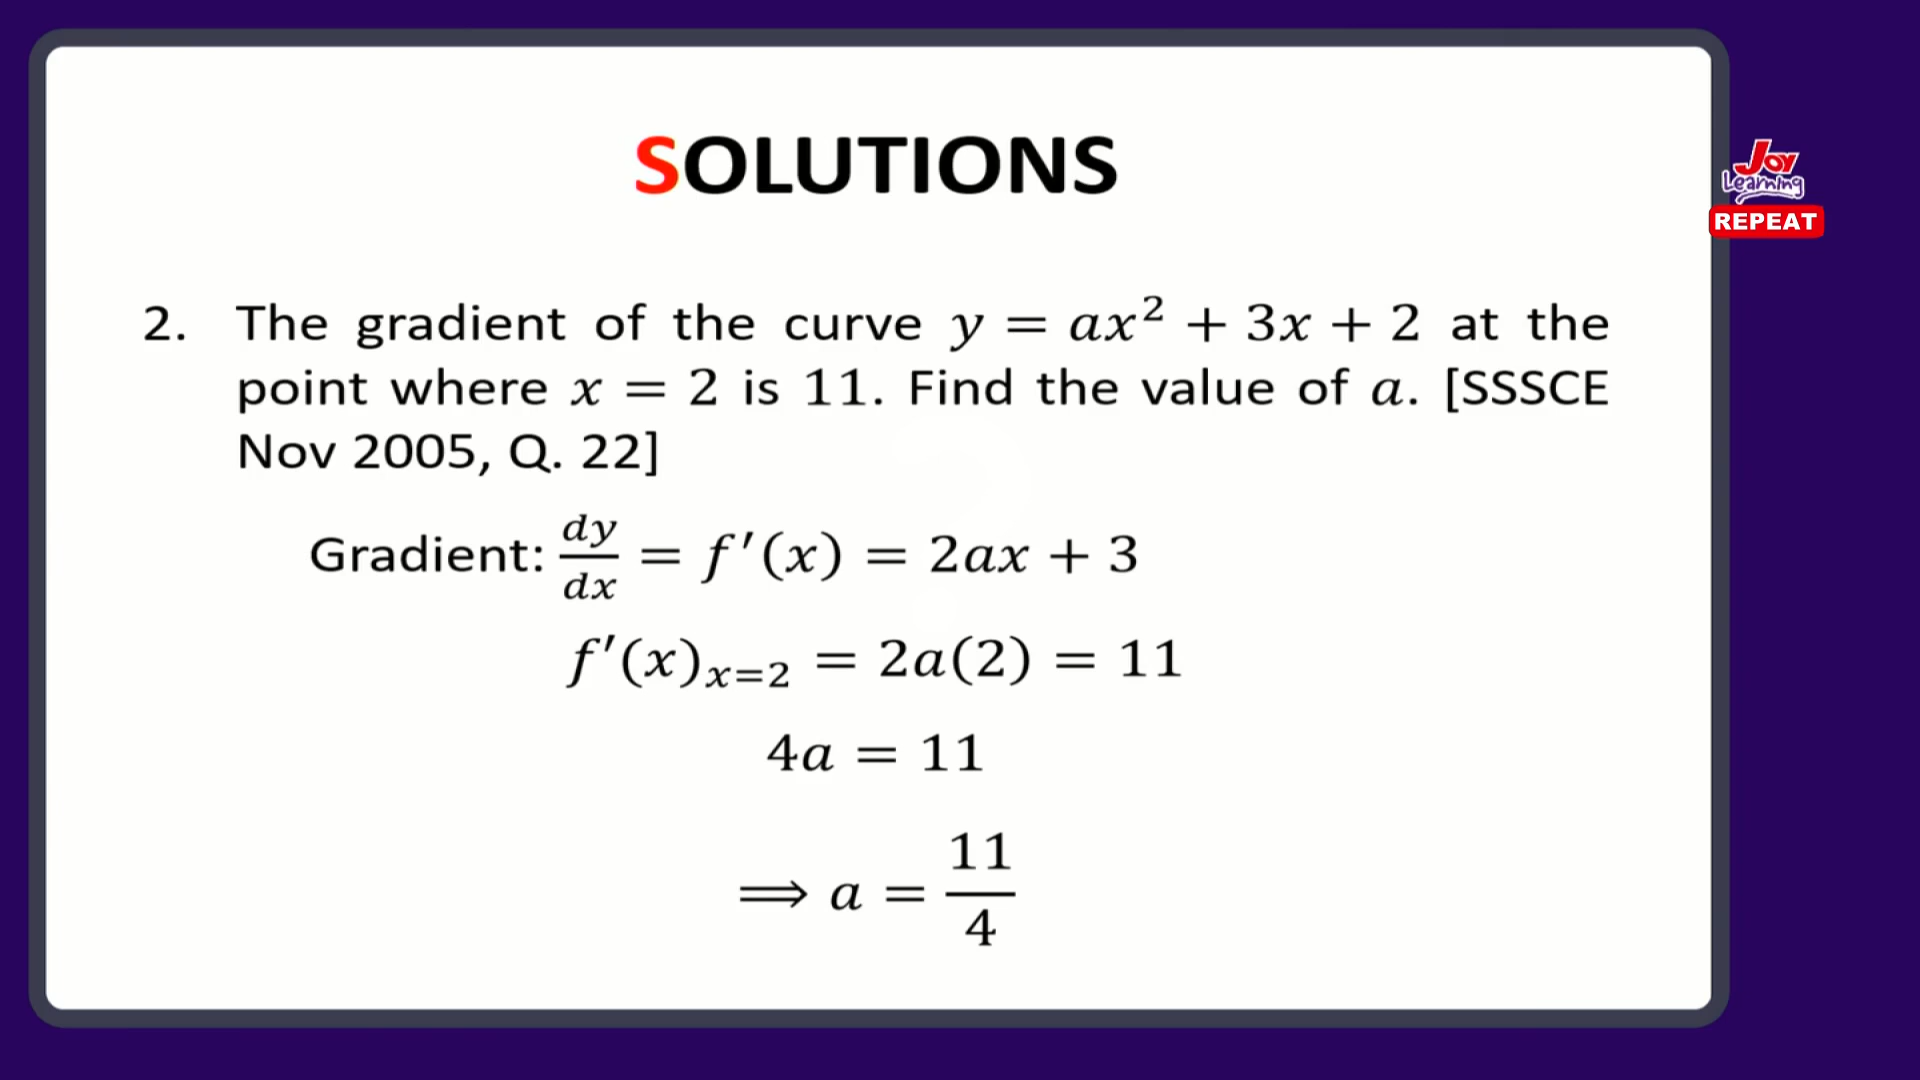 SOLUTIONS
Joy
Learning
REPEAT
2. The gradient of the curve y = ax² + 3x + 2 at the
point where x = 2 is 11. Find the value of a. [SSSCE
Nov 2005, Q. 22]
Gradient: dy/dx = f′(x) = 2ax + 3
f′(x)ₓ₌₂ = 2a(2) = 11
4a = 11
⟹ a = 11/4